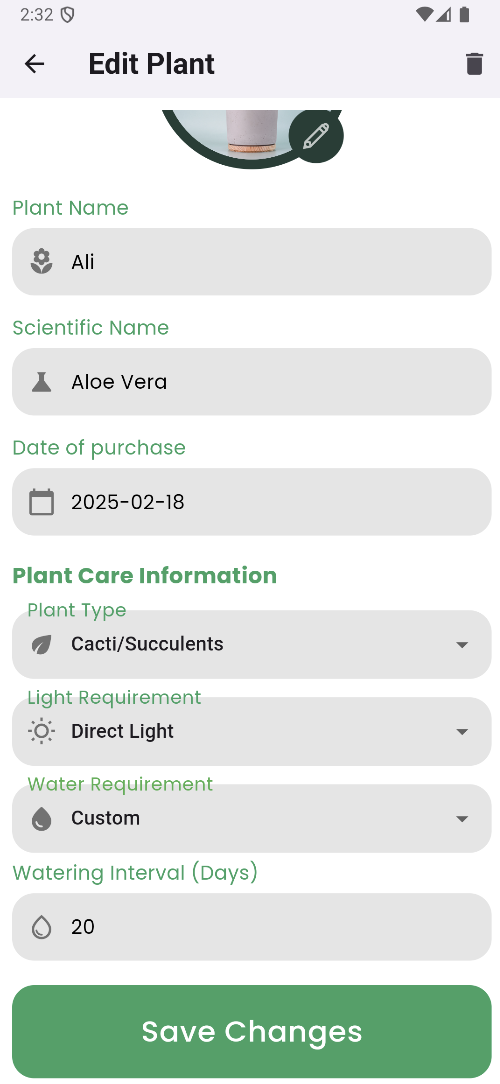 2:32
Edit Plant
Plant Name
Ali
Scientific Name
Aloe Vera
Date of purchase
2025-02-18
Plant Care Information
Plant Type
Cacti/Succulents
Light Requirement
Direct Light
Water Requirement
Custom
Watering Interval (Days)
20
Save Changes